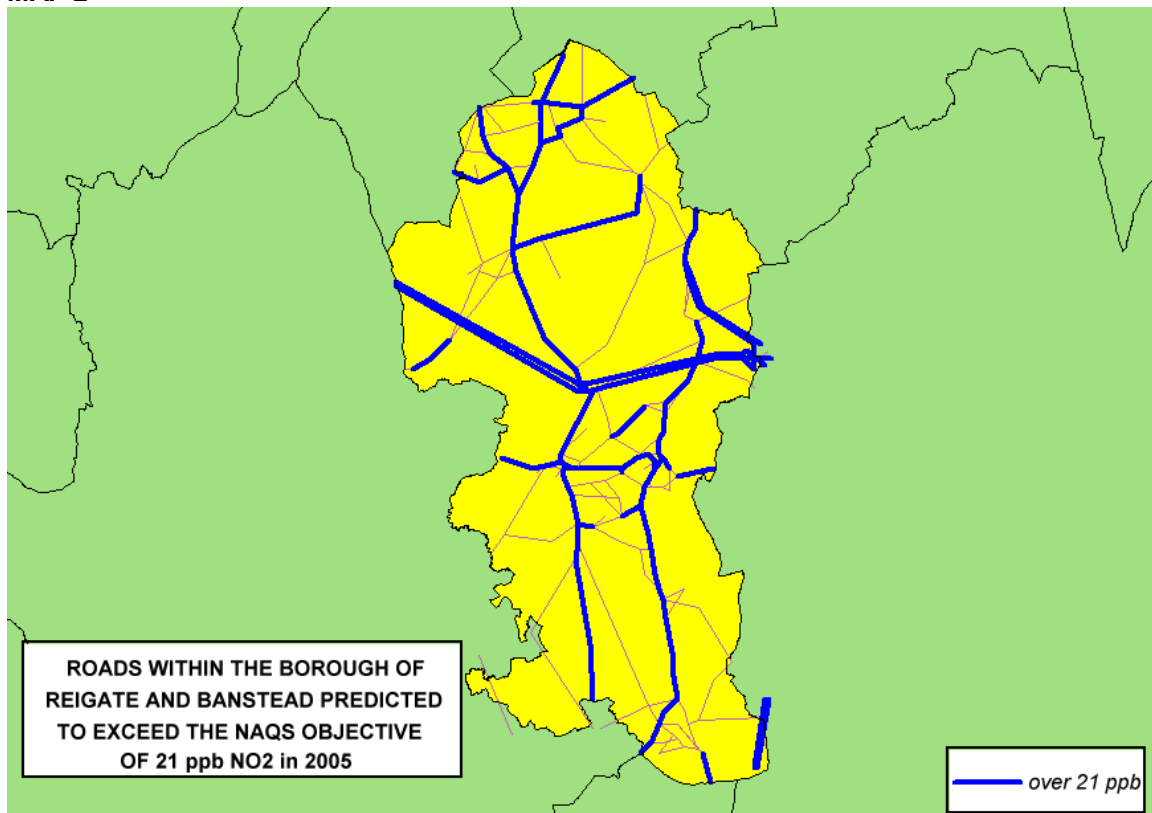 ROADS WITHIN THE BOROUGH OF
REIGATE AND BANSTEAD PREDICTED
TO EXCEED THE NAQS OBJECTIVE
OF 21 ppb NO2 in 2005
over 21 ppb